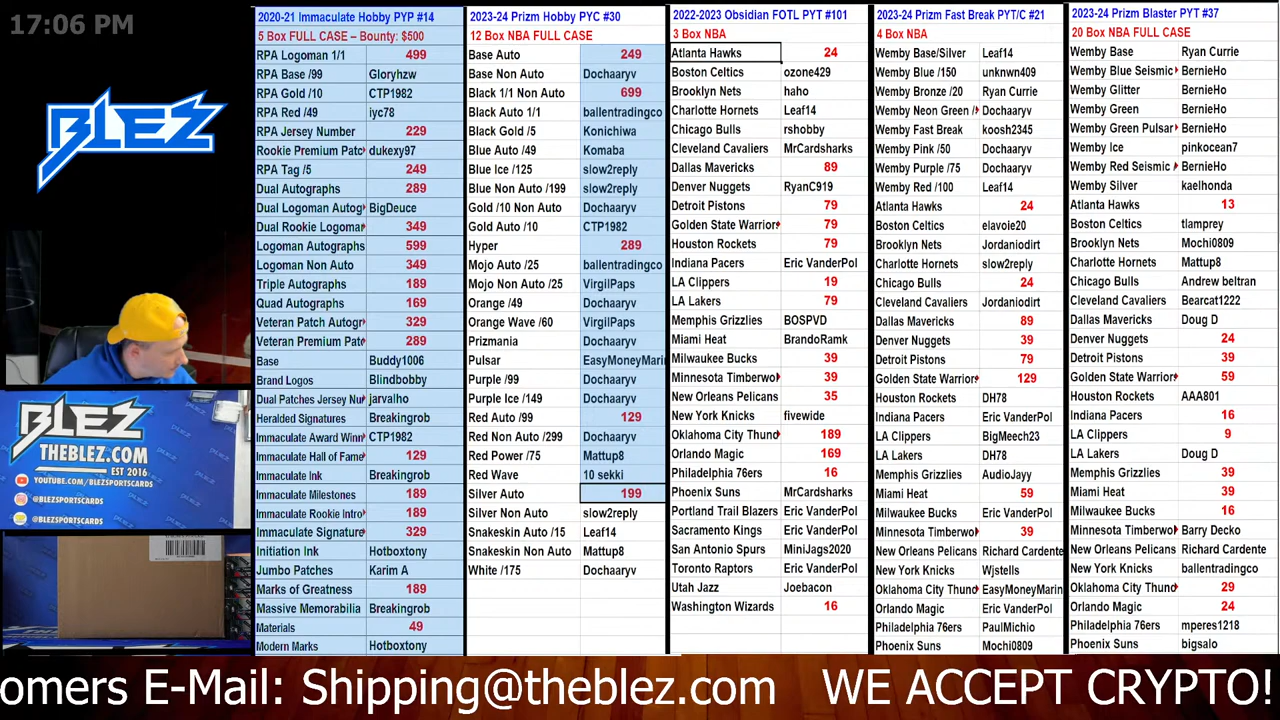 17:06 PM
BLEZ
BLEZ
THEBLEZ.COM
EST 2016
YOUTUBE.COM/BLEZSPORTSCARDS
@BLEZSPORTSCARDS
@BLEZSPORTSCARDS
2020-21 Immaculate Hobby PYP #14
5 Box FULL CASE – Bounty: $500
RPA Logoman 1/1 499
RPA Base /99 Gloryhzw
RPA Gold /10 CTP1982
RPA Red /49 iyc78
RPA Jersey Number 229
Rookie Premium Patc dukexy97
RPA Tag /5 249
Dual Autographs 289
Dual Logoman Autog BigDeuce
Dual Rookie Logoma 349
Logoman Autographs 599
Logoman Non Auto 349
Triple Autographs 189
Quad Autographs 169
Veteran Patch Autogr 329
Veteran Premium Pat 289
Base Buddy1006
Brand Logos Blindbobby
Dual Patches Jersey Nu jarvalho
Heralded Signatures Breakingrob
Immaculate Award Winn CTP1982
Immaculate Hall of Fame 129
Immaculate Ink Breakingrob
Immaculate Milestones 189
Immaculate Rookie Intro 189
Immaculate Signature 329
Initiation Ink Hotboxtony
Jumbo Patches Karim A
Marks of Greatness 189
Massive Memorabilia Breakingrob
Materials 49
Modern Marks Hotboxtony
2023-24 Prizm Hobby PYC #30
12 Box NBA FULL CASE
Base Auto 249
Base Non Auto Dochaaryv
Black 1/1 Non Auto 699
Black Auto 1/1 ballentradingco
Black Gold /5 Konichiwa
Blue Auto /49 Komaba
Blue Ice /125 slow2reply
Blue Non Auto /199 slow2reply
Gold /10 Non Auto Dochaaryv
Gold Auto /10 CTP1982
Hyper 289
Mojo Auto /25 ballentradingco
Mojo Non Auto /25 VirgilPaps
Orange /49 Dochaaryv
Orange Wave /60 VirgilPaps
Prizmania Dochaaryv
Pulsar EasyMoneyMarin
Purple /99 Dochaaryv
Purple Ice /149 Dochaaryv
Red Auto /99 129
Red Non Auto /299 Dochaaryv
Red Power /75 Mattup8
Red Wave 10 sekki
Silver Auto 199
Silver Non Auto slow2reply
Snakeskin Auto /15 Leaf14
Snakeskin Non Auto Mattup8
White /175 Dochaaryv
2022-2023 Obsidian FOTL PYT #101
3 Box NBA
Atlanta Hawks 24
Boston Celtics ozone429
Brooklyn Nets haho
Charlotte Hornets Leaf14
Chicago Bulls rshobby
Cleveland Cavaliers MrCardsharks
Dallas Mavericks 89
Denver Nuggets RyanC919
Detroit Pistons 79
Golden State Warrior 79
Houston Rockets 79
Indiana Pacers Eric VanderPol
LA Clippers 19
LA Lakers 79
Memphis Grizzlies BOSPVD
Miami Heat BrandoRamk
Milwaukee Bucks 39
Minnesota Timberwo 39
New Orleans Pelicans 35
New York Knicks fivewide
Oklahoma City Thund 189
Orlando Magic 169
Philadelphia 76ers 16
Phoenix Suns MrCardsharks
Portland Trail Blazers Eric VanderPol
Sacramento Kings Eric VanderPol
San Antonio Spurs MiniJags2020
Toronto Raptors Eric VanderPol
Utah Jazz Joebacon
Washington Wizards 16
2023-24 Prizm Fast Break PYT/C #21
4 Box NBA
Wemby Base/Silver Leaf14
Wemby Blue /150 unknwn409
Wemby Bronze /20 Ryan Currie
Wemby Neon Green / Dochaaryv
Wemby Fast Break koosh2345
Wemby Pink /50 Dochaaryv
Wemby Purple /75 Dochaaryv
Wemby Red /100 Leaf14
Atlanta Hawks 24
Boston Celtics elavoie20
Brooklyn Nets Jordaniodirt
Charlotte Hornets slow2reply
Chicago Bulls 24
Cleveland Cavaliers Jordaniodirt
Dallas Mavericks 89
Denver Nuggets 39
Detroit Pistons 79
Golden State Warrior 129
Houston Rockets DH78
Indiana Pacers Eric VanderPol
LA Clippers BigMeech23
LA Lakers DH78
Memphis Grizzlies AudioJayy
Miami Heat 59
Milwaukee Bucks Eric VanderPol
Minnesota Timberwo 39
New Orleans Pelicans Richard Cardente
New York Knicks Wjstells
Oklahoma City Thund EasyMoneyMarin
Orlando Magic Eric VanderPol
Philadelphia 76ers PaulMichio
Phoenix Suns Mochi0809
2023-24 Prizm Blaster PYT #37
20 Box NBA FULL CASE
Wemby Base Ryan Currie
Wemby Blue Seismic BernieHo
Wemby Glitter BernieHo
Wemby Green BernieHo
Wemby Green Pulsar BernieHo
Wemby Ice pinkocean7
Wemby Red Seismic BernieHo
Wemby Silver kaelhonda
Atlanta Hawks 13
Boston Celtics tlamprey
Brooklyn Nets Mochi0809
Charlotte Hornets Mattup8
Chicago Bulls Andrew beltran
Cleveland Cavaliers Bearcat1222
Dallas Mavericks Doug D
Denver Nuggets 24
Detroit Pistons 39
Golden State Warrior 59
Houston Rockets AAA801
Indiana Pacers 16
LA Clippers 9
LA Lakers Doug D
Memphis Grizzlies 39
Miami Heat 39
Milwaukee Bucks 16
Minnesota Timberwo Barry Decko
New Orleans Pelicans Richard Cardente
New York Knicks ballentradingco
Oklahoma City Thund 29
Orlando Magic 24
Philadelphia 76ers mperes1218
Phoenix Suns bigsalo
omers E-Mail: Shipping@theblez.com WE ACCEPT CRYPTO!